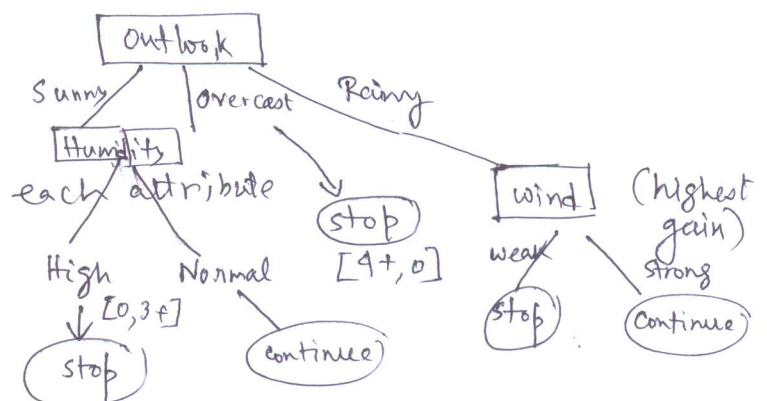 Outlook
Sunny
Overcast
Rainy
Humidity
each attribute
stop
[4+, 0]
wind
(highest gain)
weak
strong
High
Normal
[0, 3+]
stop
continue
stop
continue